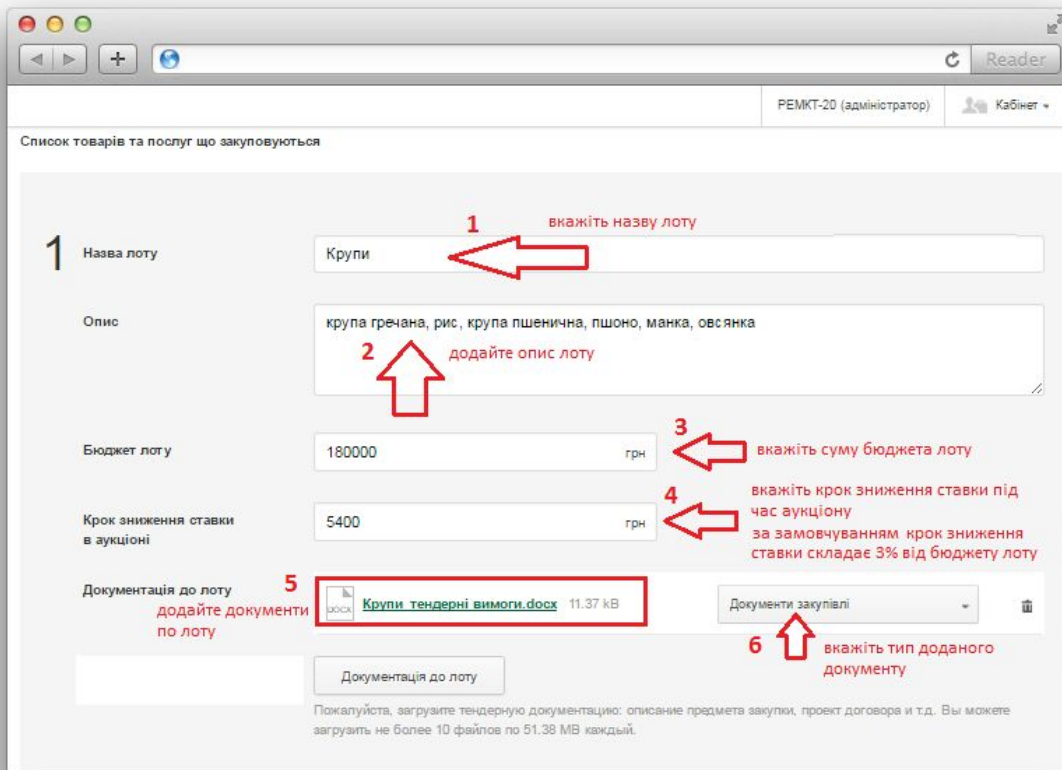 Reader
РЕМКТ-20 (адміністратор)
Кабінет
Список товарів та послуг що закуповуються
1
вкажіть назву лоту
1
Назва лоту
Крупи
Опис
крупа гречана, рис, крупа пшенична, пшоно, манка, овсянка
2
додайте опис лоту
3
Бюджет лоту
180000
грн
вкажіть суму бюджета лоту
4
вкажіть крок зниження ставки під
час аукціону
за замовчуванням крок зниження
ставки складає 3% від бюджету лоту
Крок зниження ставки
в аукціоні
5400
грн
Документація до лоту
5
додайте документи
по лоту
DOCX
Крупи тендерні вимоги.docx
11.37 kB
Документи закупівлі
6
вкажіть тип доданого
документу
Документація до лоту
Пожалуйста, загрузите тендерную документацию: описание предмета закупки, проект договора и т.д. Вы можете
загрузить не более 10 файлов по 51.38 MB каждый.